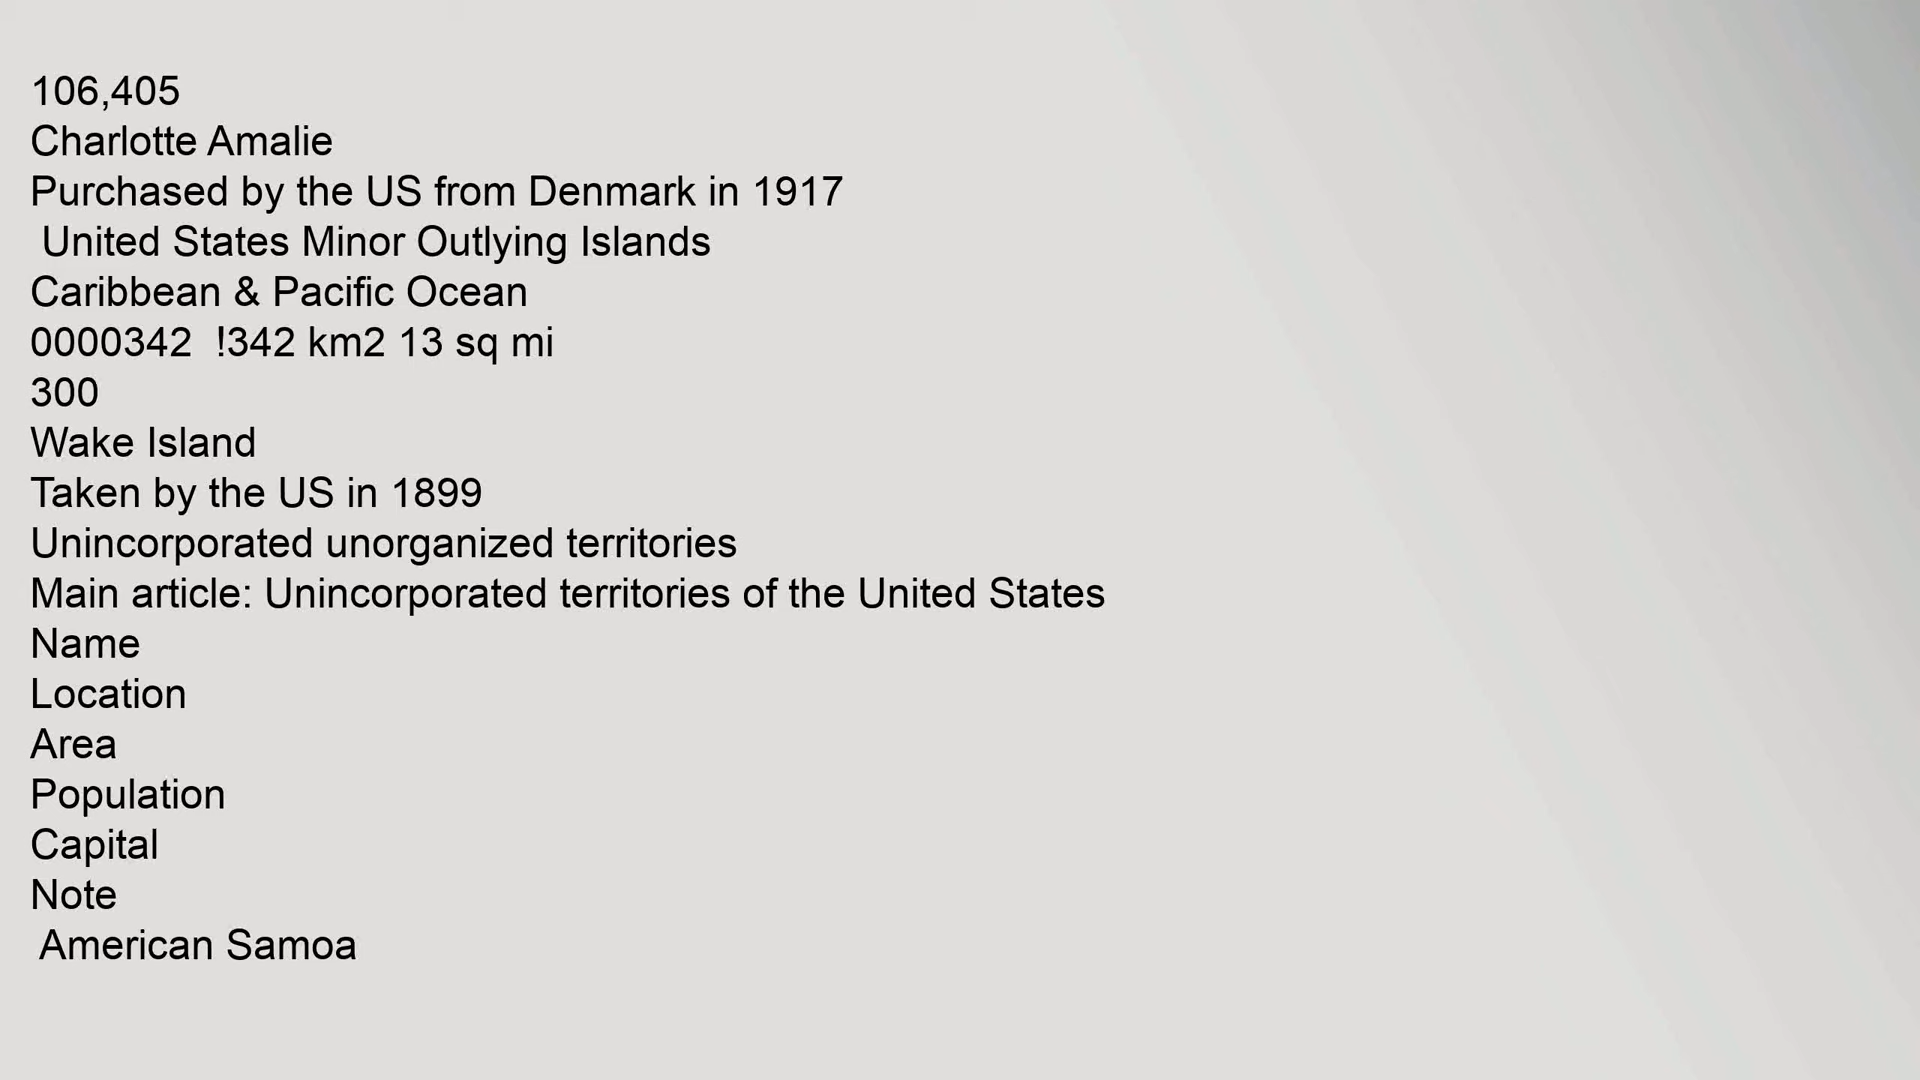 106,405
Charlotte Amalie
Purchased by the US from Denmark in 1917
United States Minor Outlying Islands
Caribbean & Pacific Ocean
0000342  !342 km2 13 sq mi
300
Wake Island
Taken by the US in 1899
Unincorporated unorganized territories
Main article: Unincorporated territories of the United States
Name
Location
Area
Population
Capital
Note
American Samoa